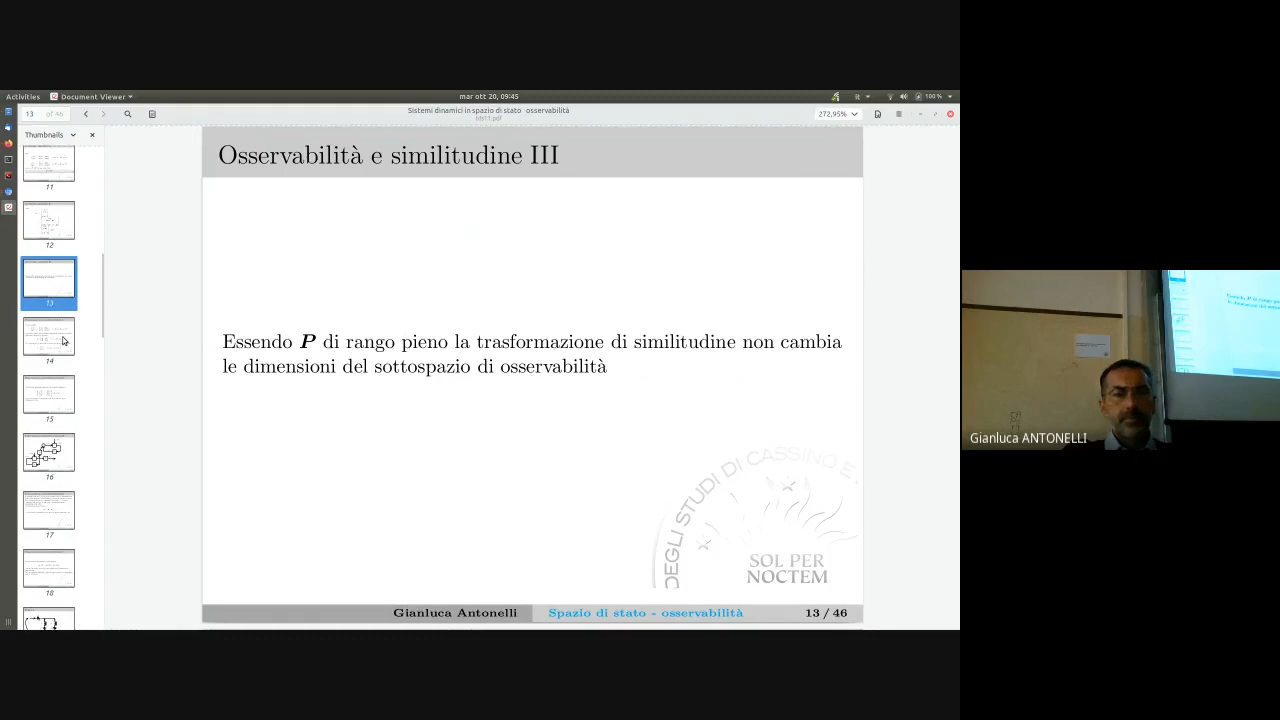 Activities
Document Viewer
mar ott 20, 09:45
100 %
13 of 46
Sistemi dinamici in spazio di stato osservabilità
272,95%
Thumbnails
11
12
13
14
15
16
17
18
Osservabilità e similitudine III
Essendo P di rango pieno la trasformazione di similitudine non cambia
le dimensioni del sottospazio di osservabilità
DEGLI STUDI DI CASSINO E
SOL PER
NOCTEM
Gianluca Antonelli
Spazio di stato - osservabilità
13 / 46
Gianluca ANTONELLI